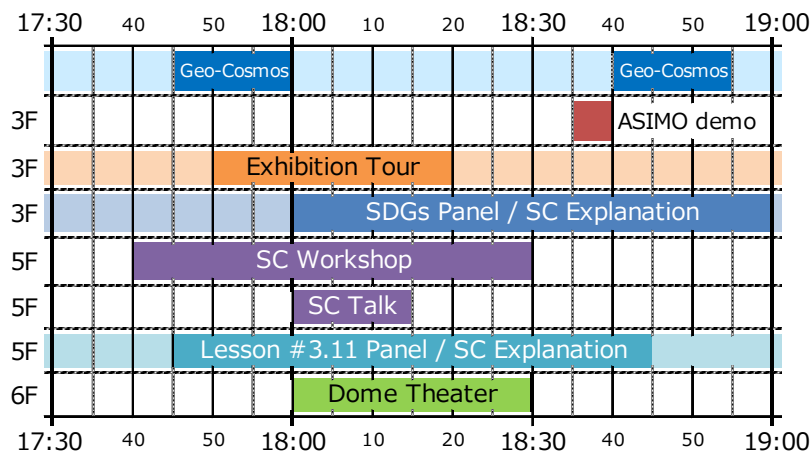 17:30 40 50 18:00 10 20 18:30 40 50 19:00
Geo-Cosmos Geo-Cosmos
3F ASIMO demo
3F Exhibition Tour
3F SDGs Panel / SC Explanation
5F SC Workshop
5F SC Talk
5F Lesson #3.11 Panel / SC Explanation
6F Dome Theater
17:30 40 50 18:00 10 20 18:30 40 50 19:00